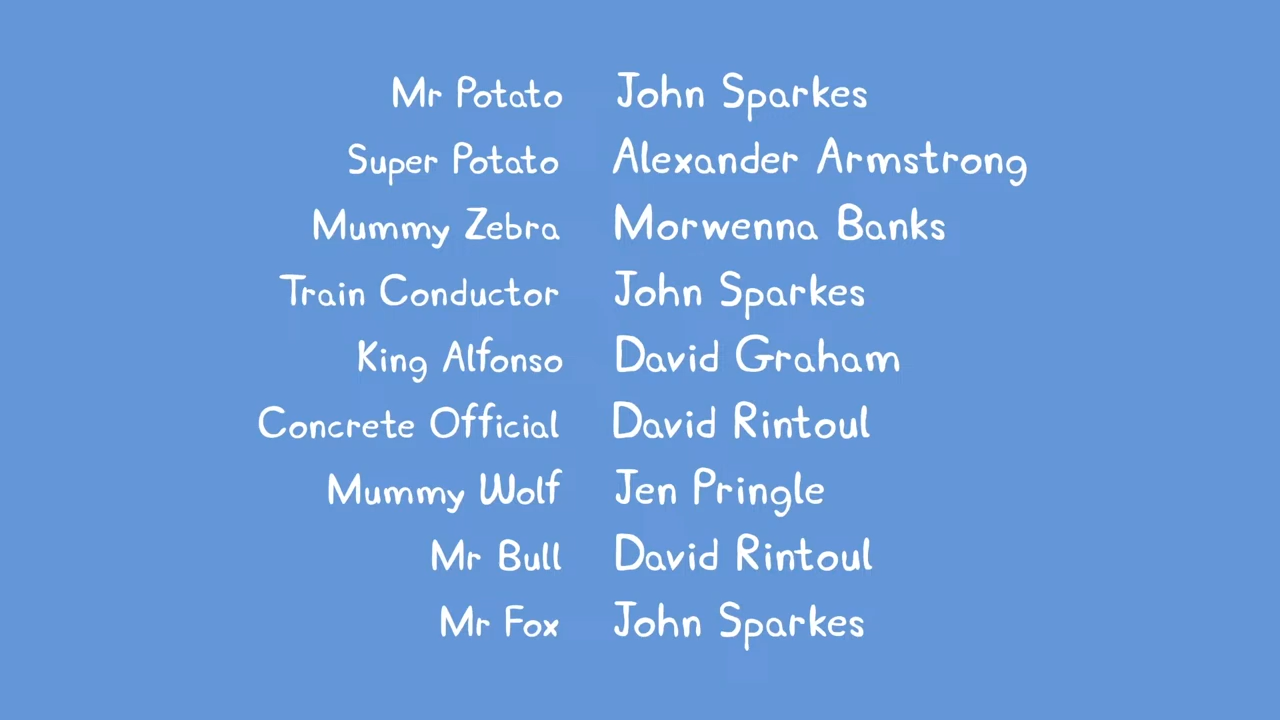 Mr Potato John Sparkes
Super Potato Alexander Armstrong
Mummy Zebra Morwenna Banks
Train Conductor John Sparkes
King Alfonso David Graham
Concrete Official David Rintoul
Mummy Wolf Jen Pringle
Mr Bull David Rintoul
Mr Fox John Sparkes